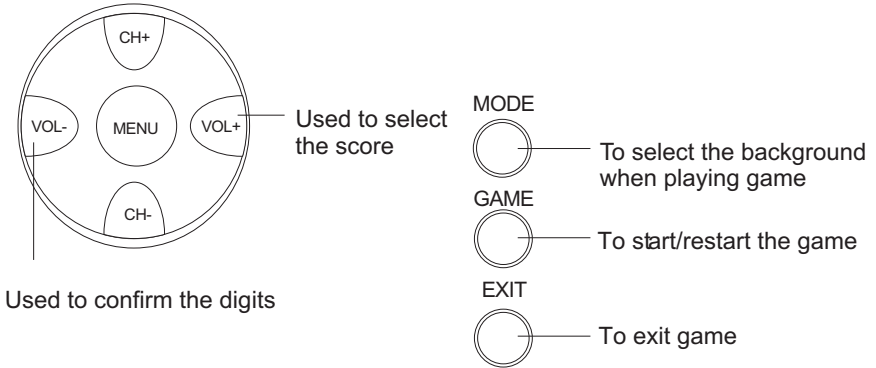 CH+
VOL-
MENU
VOL+
CH-
Used to select
the score
Used to confirm the digits
MODE
To select the background
when playing game
GAME
To start/restart the game
EXIT
To exit game